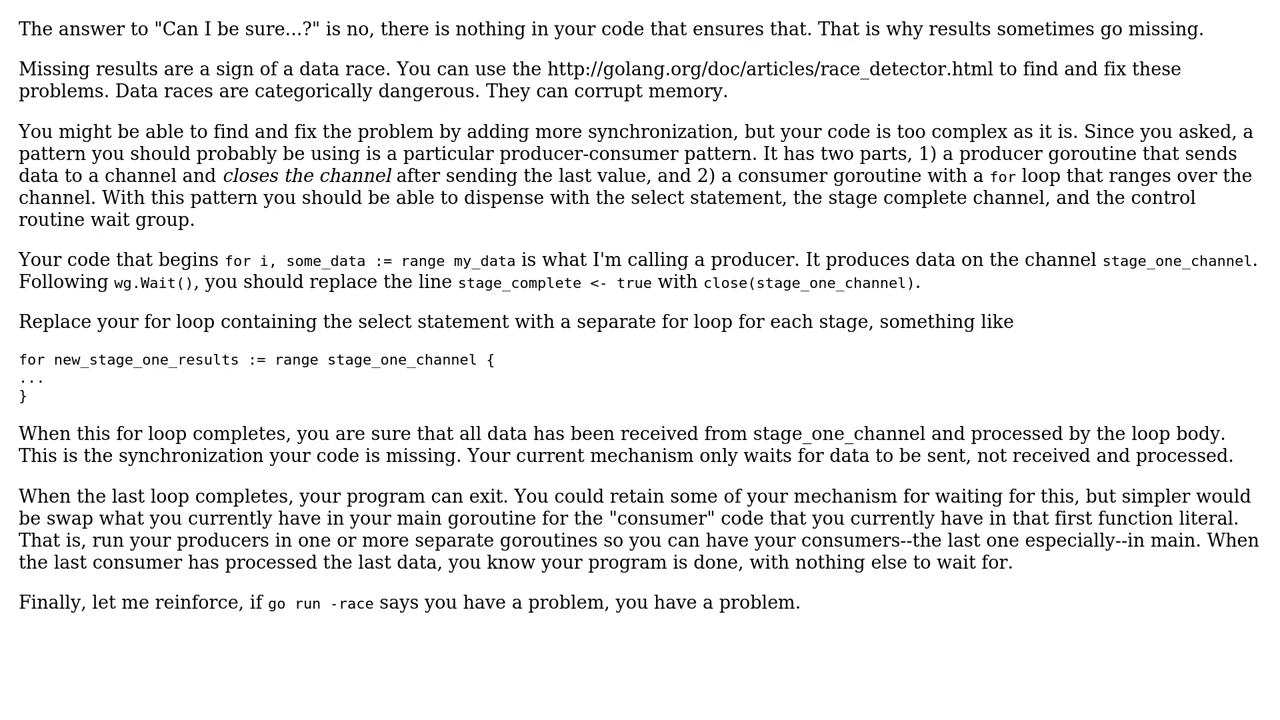 The answer to "Can I be sure...?" is no, there is nothing in your code that ensures that. That is why results sometimes go missing.
Missing results are a sign of a data race. You can use the http://golang.org/doc/articles/race_detector.html to find and fix these
problems. Data races are categorically dangerous. They can corrupt memory.
You might be able to find and fix the problem by adding more synchronization, but your code is too complex as it is. Since you asked, a
pattern you should probably be using is a particular producer-consumer pattern. It has two parts, 1) a producer goroutine that sends
data to a channel and closes the channel after sending the last value, and 2) a consumer goroutine with a for loop that ranges over the
channel. With this pattern you should be able to dispense with the select statement, the stage complete channel, and the control
routine wait group.
Your code that begins for i, some_data := range my_data is what I'm calling a producer. It produces data on the channel stage_one_channel.
Following wg.Wait(), you should replace the line stage_complete <- true with close(stage_one_channel).
Replace your for loop containing the select statement with a separate for loop for each stage, something like
for new_stage_one_results := range stage_one_channel {
...
}
When this for loop completes, you are sure that all data has been received from stage_one_channel and processed by the loop body.
This is the synchronization your code is missing. Your current mechanism only waits for data to be sent, not received and processed.
When the last loop completes, your program can exit. You could retain some of your mechanism for waiting for this, but simpler would
be swap what you currently have in your main goroutine for the "consumer" code that you currently have in that first function literal.
That is, run your producers in one or more separate goroutines so you can have your consumers--the last one especially--in main. When
the last consumer has processed the last data, you know your program is done, with nothing else to wait for.
Finally, let me reinforce, if go run -race says you have a problem, you have a problem.